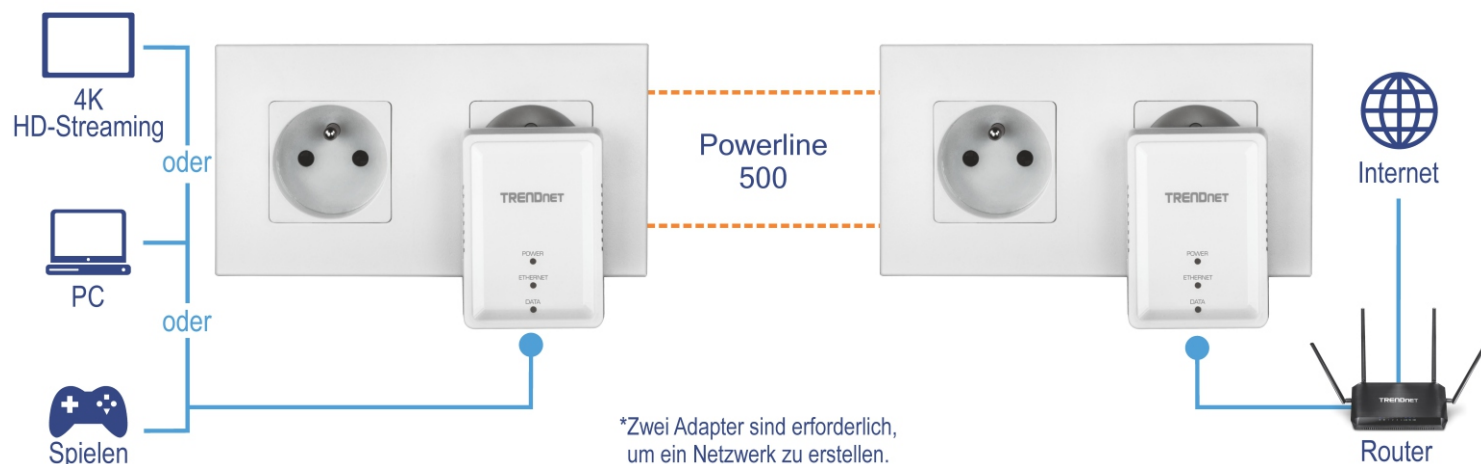 4K
HD-Streaming
oder
PC
oder
Spielen
TRENDNET
POWER
ETHERNET
DATA
Powerline
500
*Zwei Adapter sind erforderlich,
um ein Netzwerk zu erstellen.
TRENDNET
POWER
ETHERNET
DATA
Internet
TRENDNET
Router